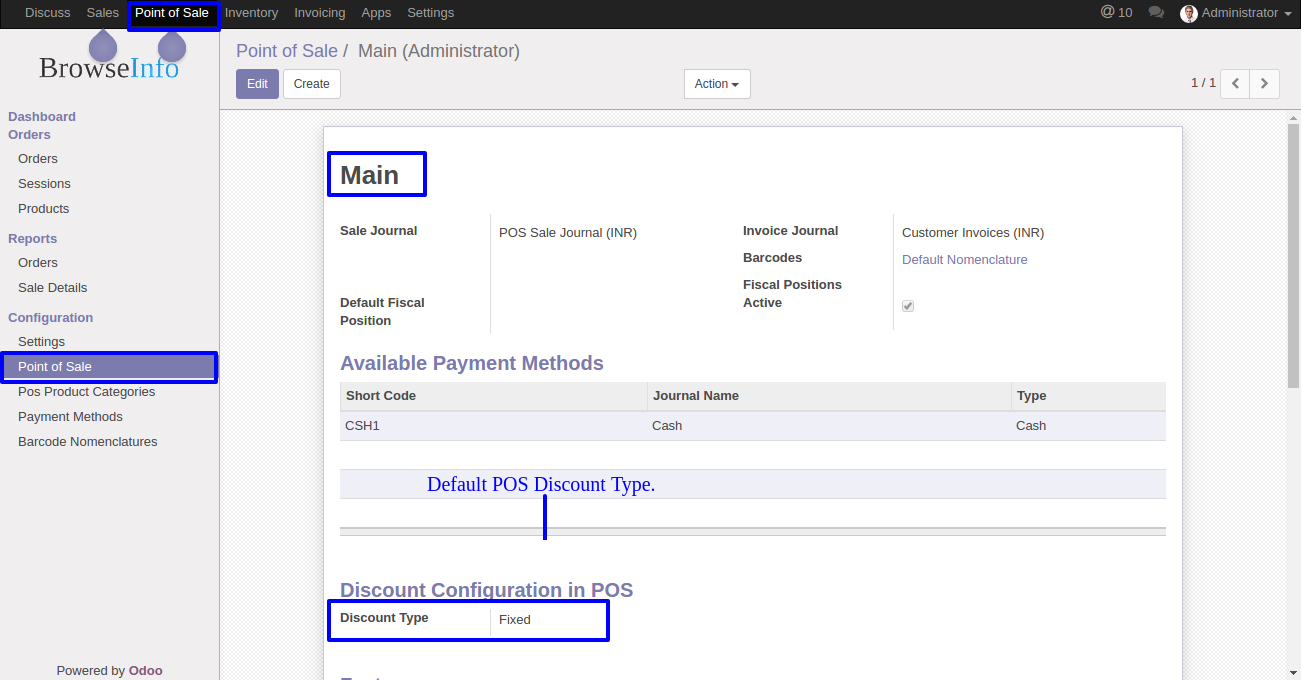 Discuss Sales Point of Sale Inventory Invoicing Apps Settings @ 10 Administrator
BrowseInfo
Dashboard
Orders
Orders
Sessions
Products
Reports
Orders
Sale Details
Configuration
Settings
Point of Sale
Pos Product Categories
Payment Methods
Barcode Nomenclatures
Powered by Odoo
Point of Sale / Main (Administrator)
Edit Create Action 1 / 1
Main
Sale Journal POS Sale Journal (INR)
Default Fiscal
Position
Invoice Journal Customer Invoices (INR)
Barcodes Default Nomenclature
Fiscal Positions
Active
Available Payment Methods
Short Code Journal Name Type
CSH1 Cash Cash
Default POS Discount Type.
Discount Configuration in POS
Discount Type Fixed